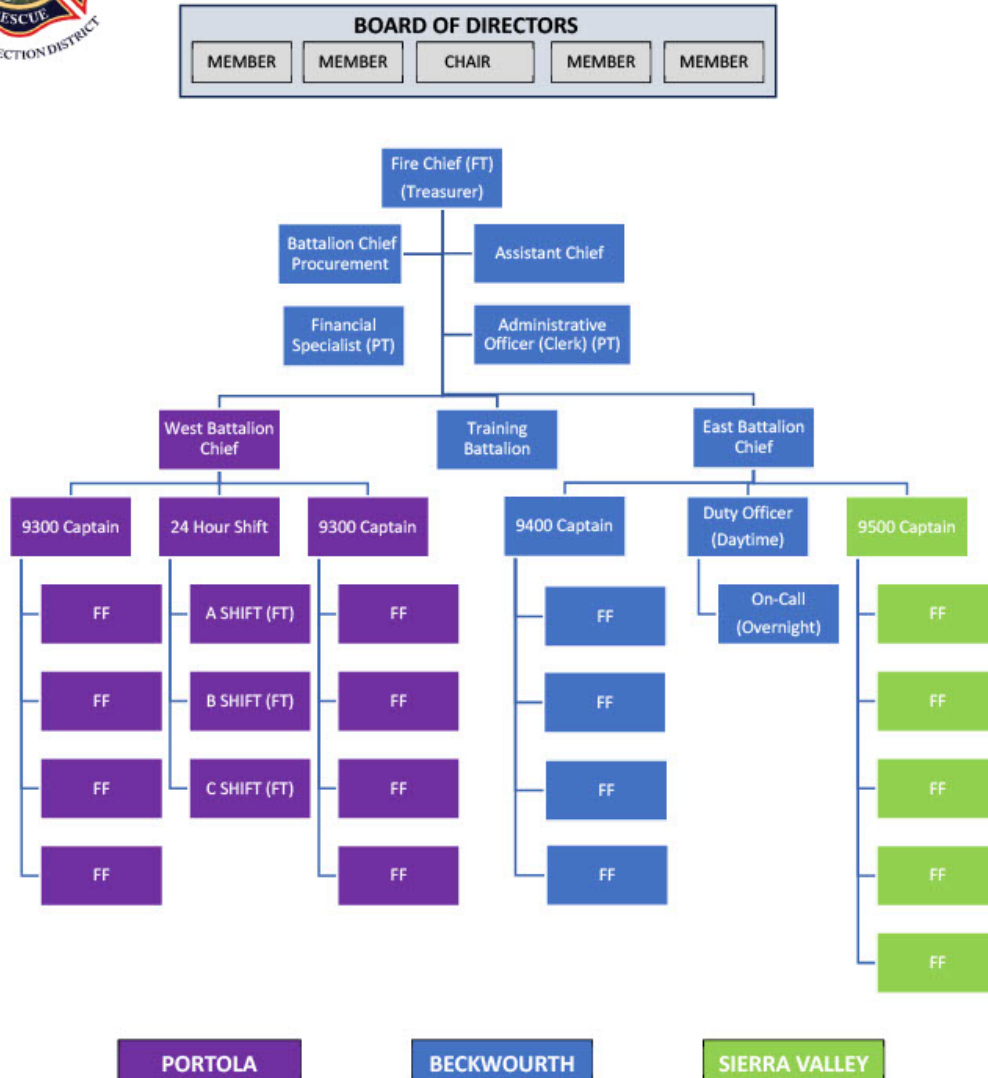 ESCUE
ECTION DISTRICT
BOARD OF DIRECTORS
MEMBER
MEMBER
CHAIR
MEMBER
MEMBER
Fire Chief (FT)
(Treasurer)
Battalion Chief
Procurement
Assistant Chief
Financial
Specialist (PT)
Administrative
Officer (Clerk) (PT)
West Battalion
Chief
Training
Battalion
East Battalion
Chief
9300 Captain
24 Hour Shift
9300 Captain
9400 Captain
Duty Officer
(Daytime)
9500 Captain
FF
A SHIFT (FT)
FF
FF
On-Call
(Overnight)
FF
FF
B SHIFT (FT)
FF
FF
FF
FF
C SHIFT (FT)
FF
FF
FF
FF
FF
FF
FF
FF
PORTOLA
BECKWOURTH
SIERRA VALLEY